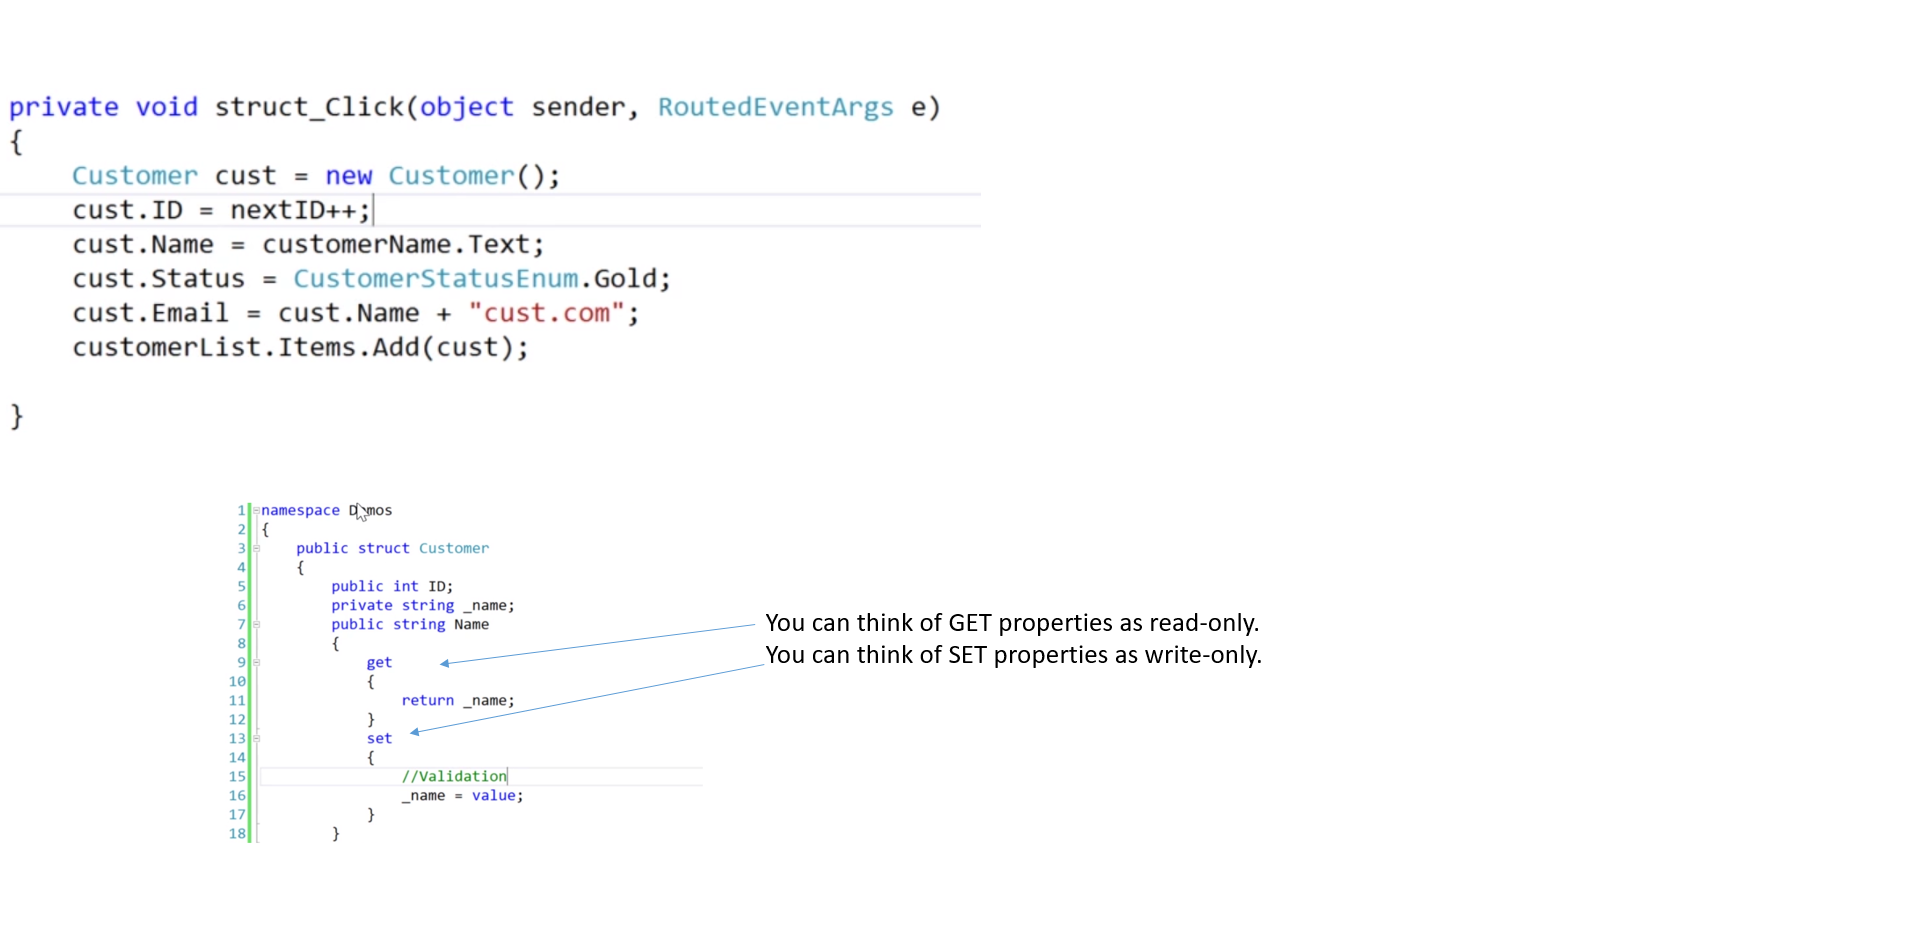 private void struct_Click(object sender, RoutedEventArgs e)
{
    Customer cust = new Customer();
    cust.ID = nextID++;
    cust.Name = customerName.Text;
    cust.Status = CustomerStatusEnum.Gold;
    cust.Email = cust.Name + "cust.com";
    customerList.Items.Add(cust);
}
1 namespace Demos
2 {
3     public struct Customer
4     {
5         public int ID;
6         private string _name;
7         public string Name
8         {
9             get
10             {
11                 return _name;
12             }
13             set
14             {
15                 //Validation
16                 _name = value;
17             }
18         }
You can think of GET properties as read-only.
You can think of SET properties as write-only.